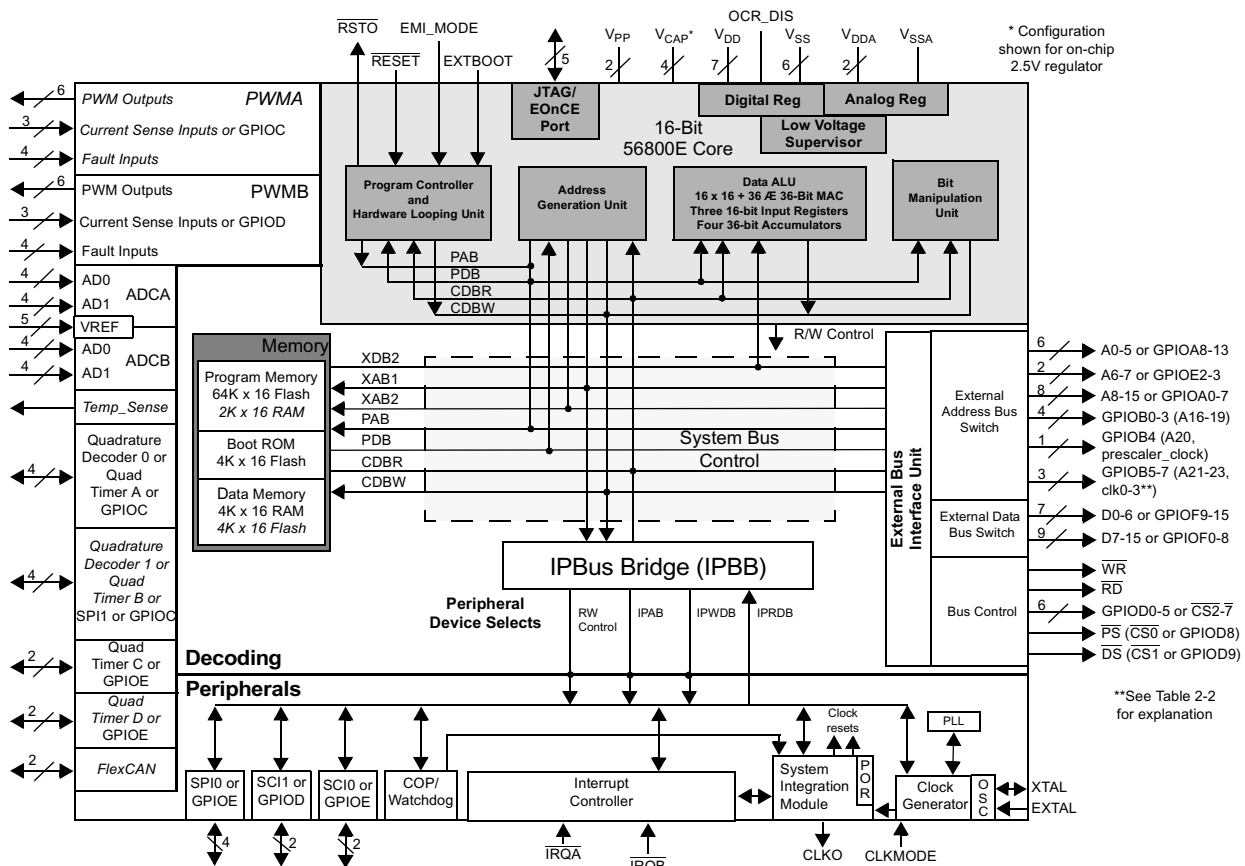 RSTO
EMI_MODE
RESET
EXTBOOT
5
VPP
2
VCAP*
4
VDD
7
OCR_DIS
VSS
6
VDDA
2
VSSA
* Configuration
shown for on-chip
2.5V regulator
6
PWM Outputs
PWMA
3
Current Sense Inputs or GPIOC
4
Fault Inputs
6
PWM Outputs
PWMB
3
Current Sense Inputs or GPIOD
4
Fault Inputs
4
AD0
ADCA
4
AD1
5
VREF
4
AD0
ADCB
4
AD1
Temp_Sense
4
Quadrature
Decoder 0 or
Quad
Timer A or
GPIOC
4
Quadrature
Decoder 1 or
Quad
Timer B or
SPI1 or GPIOC
2
Quad
Timer C or
GPIOE
2
Quad
Timer D or
GPIOE
2
FlexCAN
JTAG/
EOnCE
Port
Digital Reg
Analog Reg
Low Voltage
Supervisor
16-Bit
56800E Core
Program Controller
and
Hardware Looping Unit
Address
Generation Unit
Data ALU
16 x 16 + 36 Æ 36-Bit MAC
Three 16-bit Input Registers
Four 36-bit Accumulators
Bit
Manipulation
Unit
PAB
PDB
CDBR
CDBW
R/W Control
Memory
Program Memory
64K x 16 Flash
2K x 16 RAM
Boot ROM
4K x 16 Flash
Data Memory
4K x 16 RAM
4K x 16 Flash
XDB2
XAB1
XAB2
PAB
PDB
CDBR
CDBW
System Bus
Control
External Bus
Interface Unit
External
Address Bus
Switch
External Data
Bus Switch
Bus Control
6
A0-5 or GPIOA8-13
2
A6-7 or GPIOE2-3
8
A8-15 or GPIOA0-7
4
GPIOB0-3 (A16-19)
1
GPIOB4 (A20,
prescaler_clock)
3
GPIOB5-7 (A21-23,
clk0-3**)
7
D0-6 or GPIOF9-15
9
D7-15 or GPIOF0-8
WR
RD
6
GPIOD0-5 or CS2-7
PS (CS0 or GPIOD8)
DS (CS1 or GPIOD9)
**See Table 2-2
for explanation
IPBus Bridge (IPBB)
Peripheral
Device Selects
RW
Control
IPAB
IPWDB
IPRDB
Decoding
Peripherals
SPI0 or
GPIOE
SCI1 or
GPIOD
SCI0 or
GPIOE
COP/
Watchdog
Interrupt
Controller
System
Integration
Module
POR
Clock
resets
PLL
Clock
Generator
OSC
XTAL
EXTAL
4
2
2
IRQA
IRQB
CLKO
CLKMODE